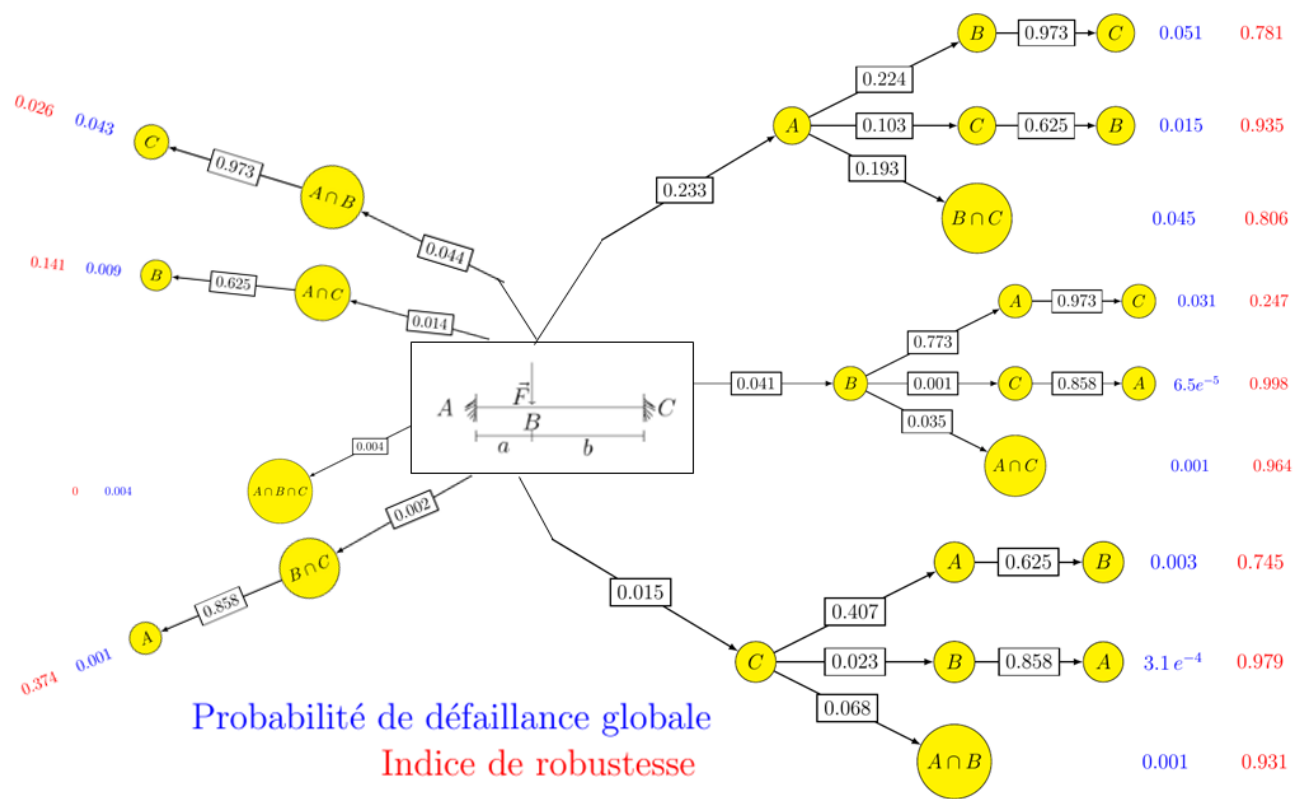 B 0.973 C 0.051 0.781
0.224
A 0.103 C 0.625 B 0.015 0.935
0.193
B∩C 0.045 0.806
0.233
0.026 0.043 C 0.973 A∩B 0.044
0.141 0.009 B 0.625 A∩C 0.014
A 0.973 C 0.031 0.247
0.773
0.041 B 0.001 C 0.858 A 6.5e⁻⁵ 0.998
0.035
A∩C 0.001 0.964
A F⃗ C
B
a b
0 0.004 A∩B∩C 0.004
0.374 0.001 A 0.858 B∩C 0.002
A 0.625 B 0.003 0.745
0.407
0.015 C 0.023 B 0.858 A 3.1 e⁻⁴ 0.979
0.068
A∩B 0.001 0.931
Probabilité de défaillance globale
Indice de robustesse